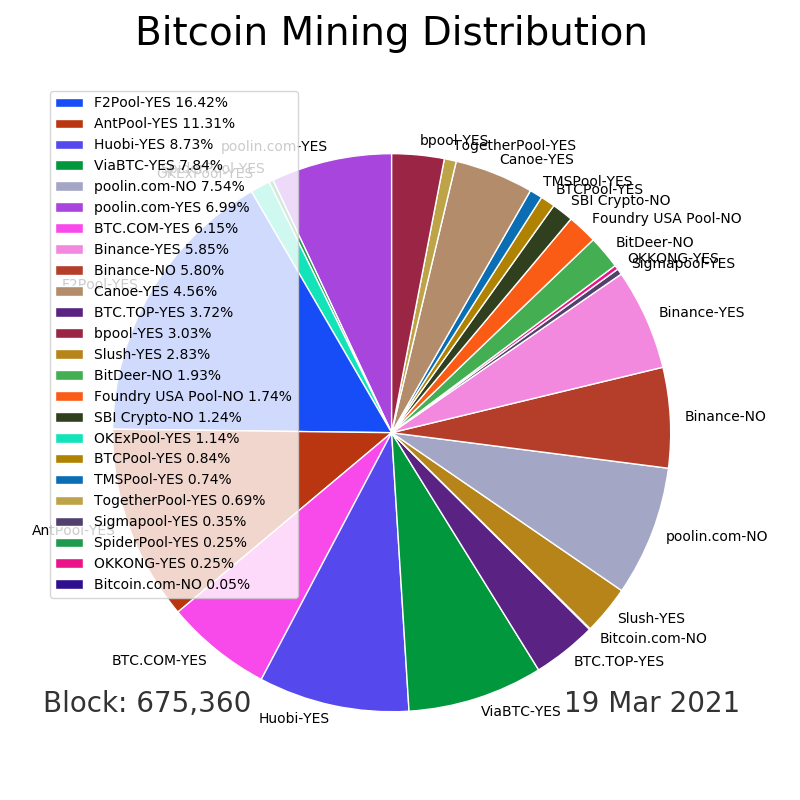 Bitcoin Mining Distribution
F2Pool-YES 16.42%
AntPool-YES 11.31%
Huobi-YES 8.73%
ViaBTC-YES 7.84%
poolin.com-NO 7.54%
poolin.com-YES 6.99%
BTC.COM-YES 6.15%
Binance-YES 5.85%
Binance-NO 5.80%
Canoe-YES 4.56%
BTC.TOP-YES 3.72%
bpool-YES 3.03%
Slush-YES 2.83%
BitDeer-NO 1.93%
Foundry USA Pool-NO 1.74%
SBI Crypto-NO 1.24%
OKExPool-YES 1.14%
BTCPool-YES 0.84%
TMSPool-YES 0.74%
TogetherPool-YES 0.69%
Sigmapool-YES 0.35%
SpiderPool-YES 0.25%
OKKONG-YES 0.25%
Bitcoin.com-NO 0.05%
poolin.com-YES
OKExPool-YES
F2Pool-YES
AntPool-YES
BTC.COM-YES
Huobi-YES
ViaBTC-YES
BTC.TOP-YES
Bitcoin.com-NO
Slush-YES
poolin.com-NO
Binance-NO
Binance-YES
Sigmapool-YES
OKKONG-YES
BitDeer-NO
Foundry USA Pool-NO
SBI Crypto-NO
BTCPool-YES
TMSPool-YES
Canoe-YES
TogetherPool-YES
bpool-YES
Block: 675,360
19 Mar 2021